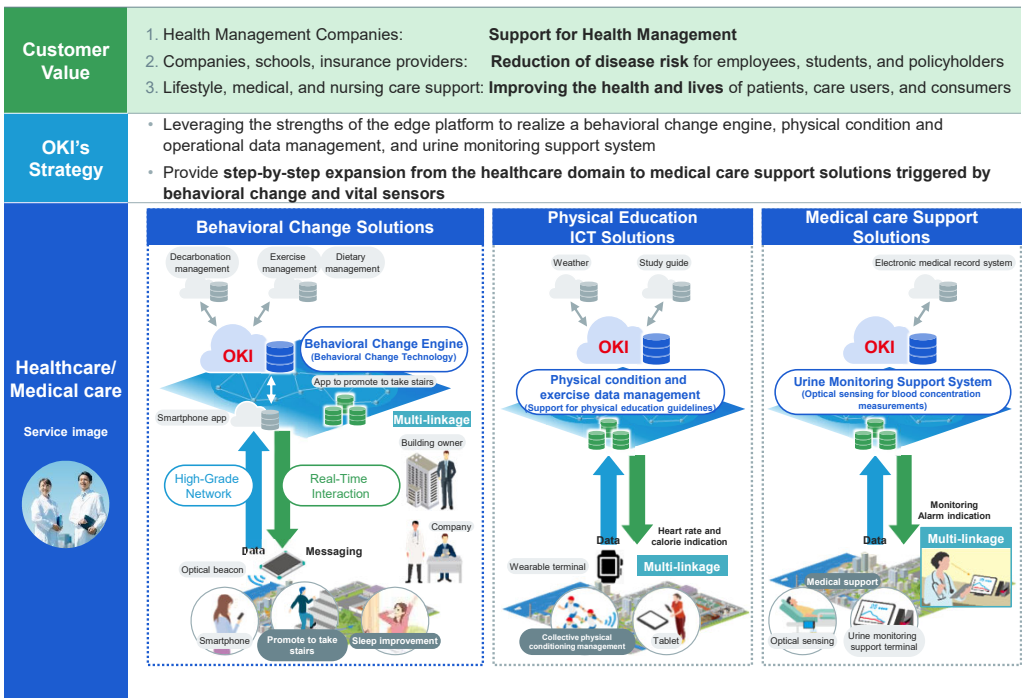 Customer
Value
1. Health Management Companies: Support for Health Management
2. Companies, schools, insurance providers: Reduction of disease risk for employees, students, and policyholders
3. Lifestyle, medical, and nursing care support: Improving the health and lives of patients, care users, and consumers
OKI's
Strategy
• Leveraging the strengths of the edge platform to realize a behavioral change engine, physical condition and
operational data management, and urine monitoring support system
• Provide step-by-step expansion from the healthcare domain to medical care support solutions triggered by
behavioral change and vital sensors
Healthcare/
Medical care
Service image
Behavioral Change Solutions
Decarbonation
management
Exercise
management
Dietary
management
OKI
Behavioral Change Engine
(Behavioral Change Technology)
App to promote to take stairs
Smartphone app
Multi-linkage
Building owner
High-Grade
Network
Real-Time
Interaction
Company
Data
Messaging
Optical beacon
Smartphone
Promote to take
stairs
Sleep improvement
Physical Education
ICT Solutions
Weather
Study guide
OKI
Physical condition and
exercise data management
(Support for physical education guidelines)
Data
Heart rate and
calorie indication
Wearable terminal
Multi-linkage
Collective physical
conditioning management
Tablet
Medical care Support
Solutions
Electronic medical record system
OKI
Urine Monitoring Support System
(Optical sensing for blood concentration
measurements)
Monitoring
Alarm indication
Data
Multi-linkage
Medical support
Optical sensing
Urine monitoring
support terminal